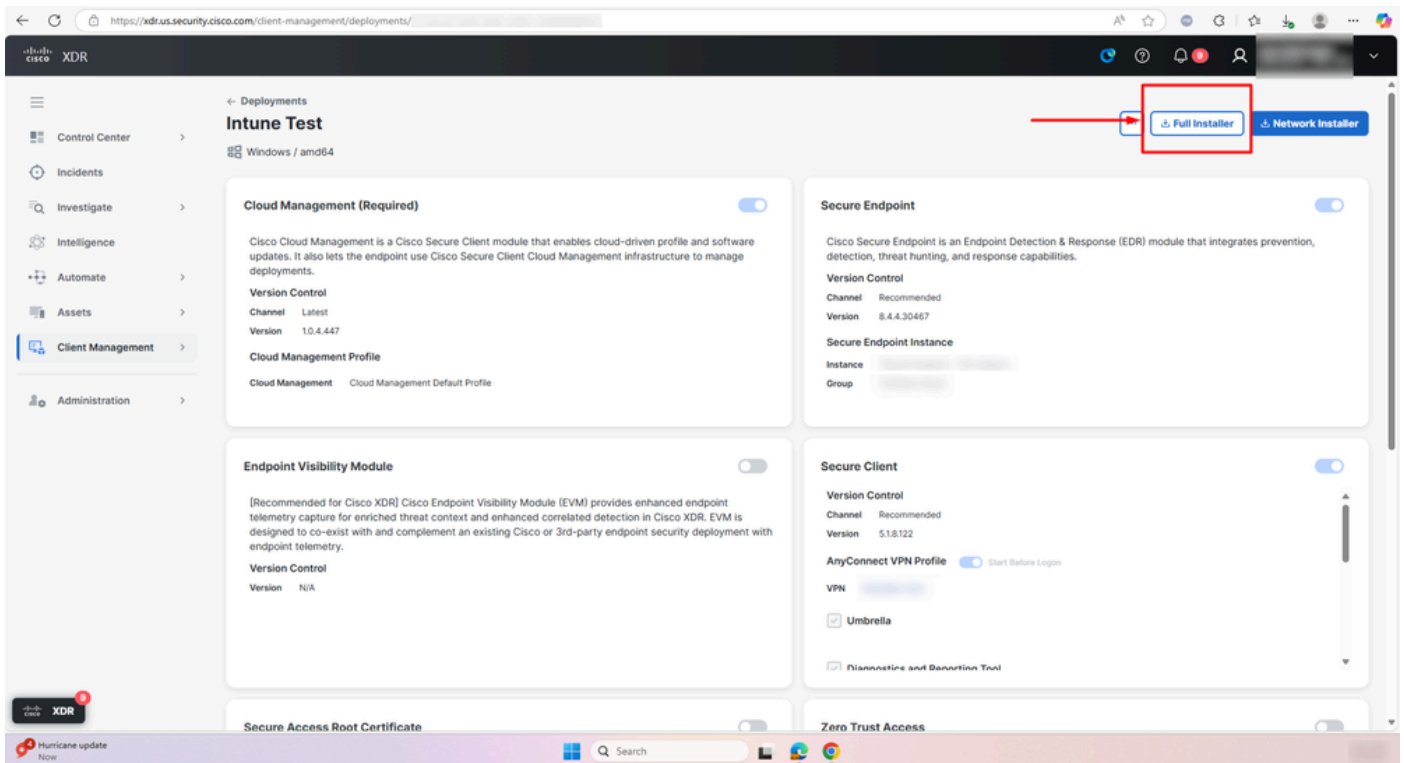 https://xdr.us.security.cisco.com/client-management/deployments/
cisco XDR
9
← Deployments
Intune Test
Windows / amd64
Full Installer
Network Installer
Control Center
Incidents
Investigate
Intelligence
Automate
Assets
Client Management
Administration
Cloud Management (Required)
Cisco Cloud Management is a Cisco Secure Client module that enables cloud-driven profile and software
updates. It also lets the endpoint use Cisco Secure Client Cloud Management infrastructure to manage
deployments.
Version Control
Channel Latest
Version 1.0.4.447
Cloud Management Profile
Cloud Management Cloud Management Default Profile
Secure Endpoint
Cisco Secure Endpoint is an Endpoint Detection & Response (EDR) module that integrates prevention,
detection, threat hunting, and response capabilities.
Version Control
Channel Recommended
Version 8.4.4.30467
Secure Endpoint Instance
Instance
Group
Endpoint Visibility Module
[Recommended for Cisco XDR] Cisco Endpoint Visibility Module (EVM) provides enhanced endpoint
telemetry capture for enriched threat context and enhanced correlated detection in Cisco XDR. EVM is
designed to co-exist with and complement an existing Cisco or 3rd-party endpoint security deployment with
endpoint telemetry.
Version Control
Version N/A
Secure Client
Version Control
Channel Recommended
Version 5.1.8.122
AnyConnect VPN Profile Start Before Logon
VPN
Umbrella
Diagnostics and Reporting Tool
Secure Access Root Certificate
Zero Trust Access
cisco XDR
9
4
Hurricane update
Now
Search